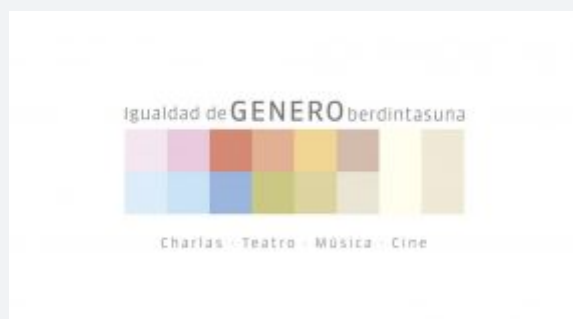 Igualdad de GENERO berdintasuna
Charlas · Teatro · Música · Cine